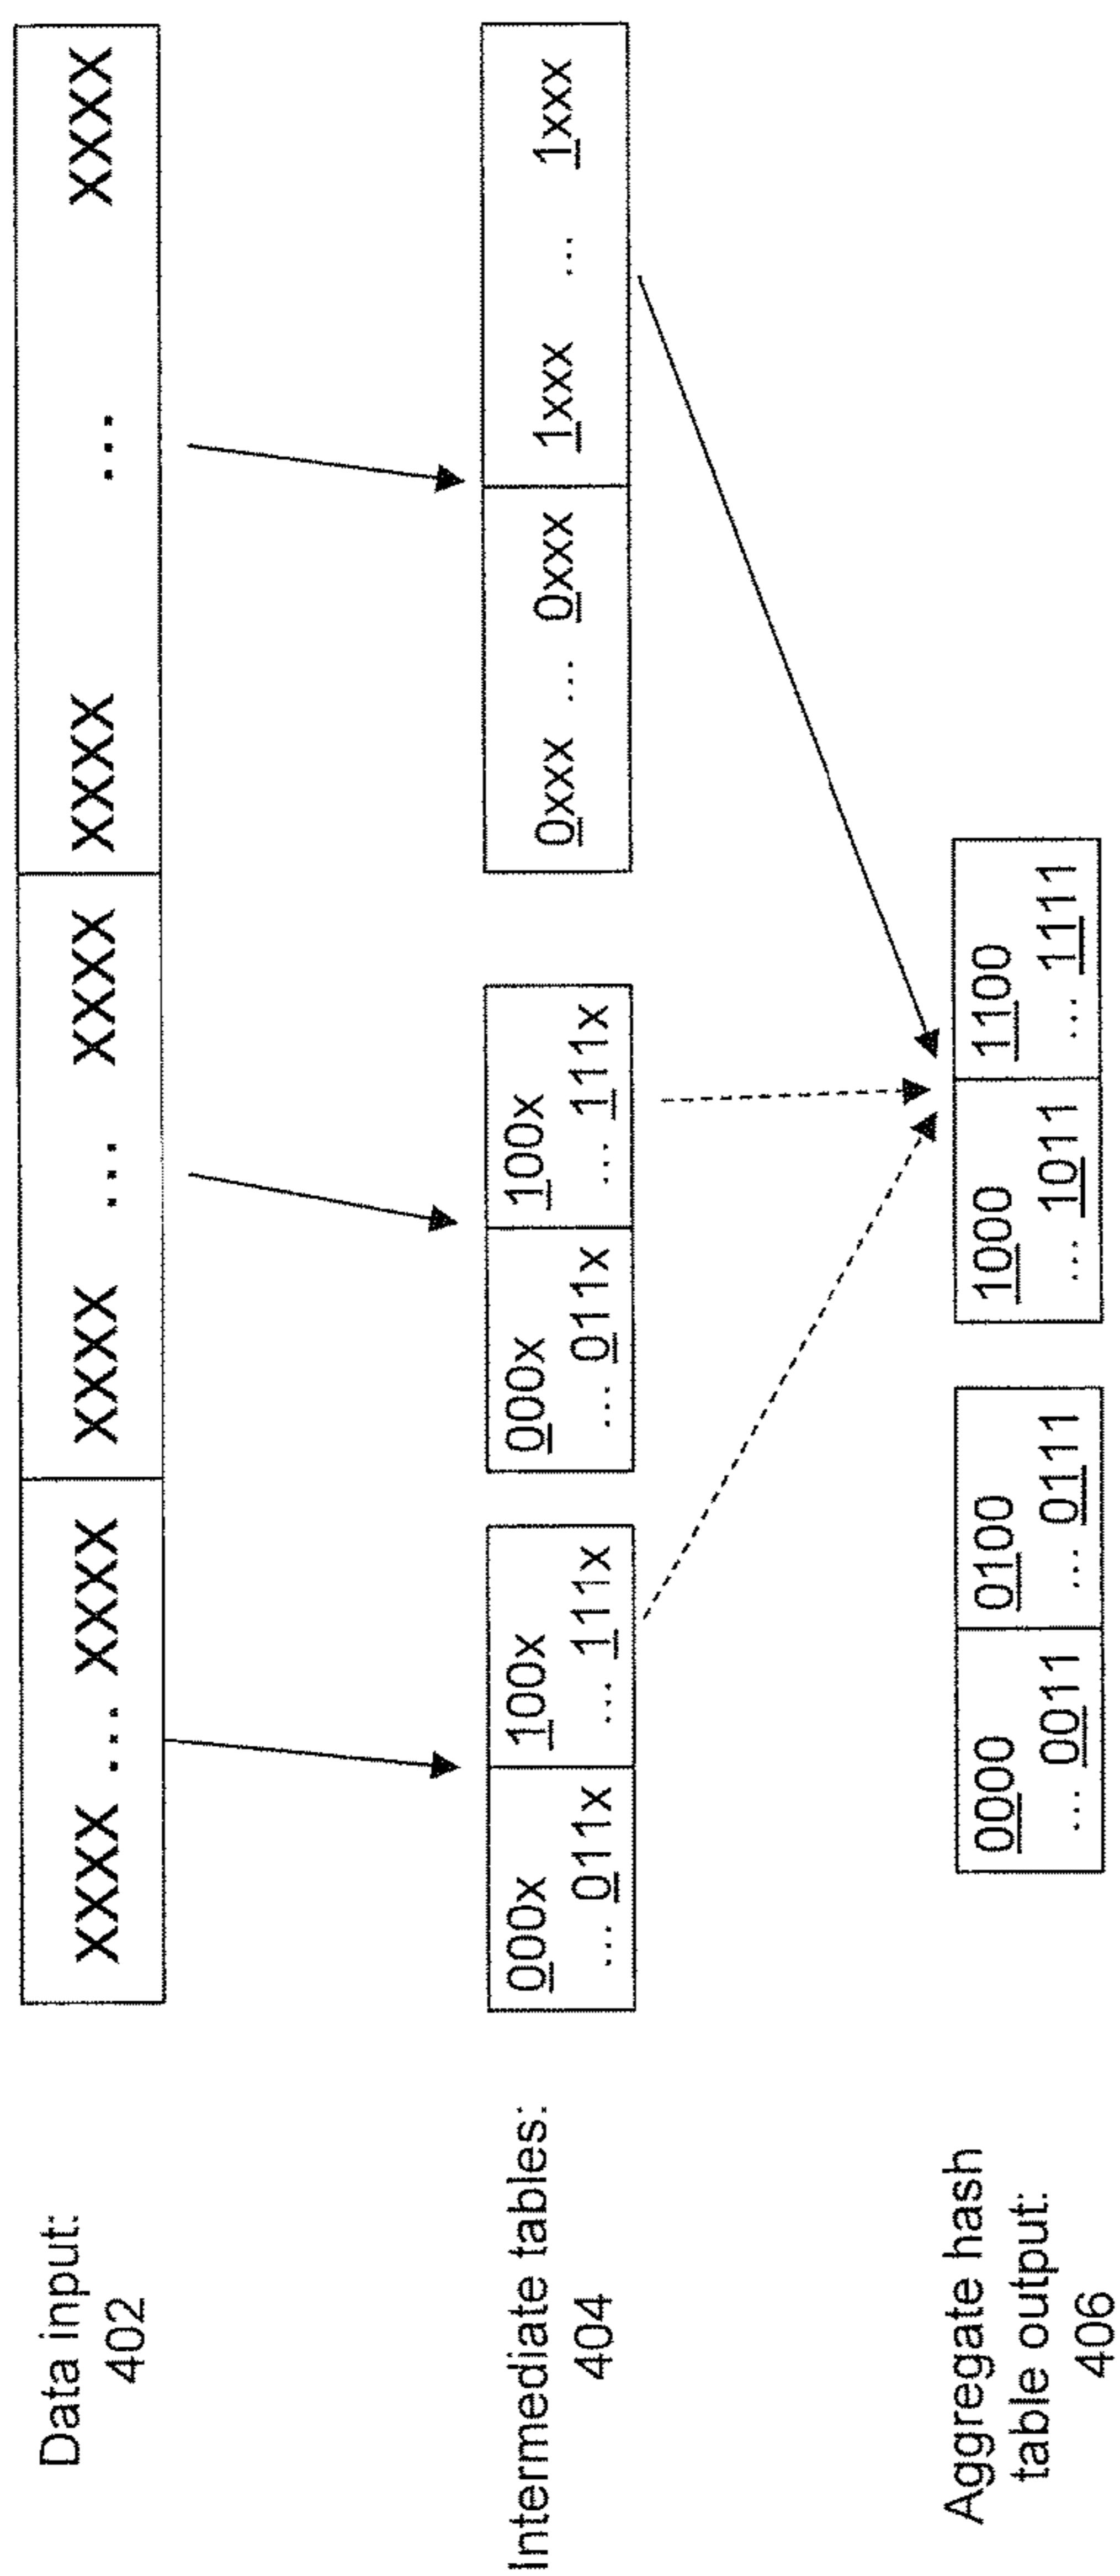 Data input:
402
XXXX ... XXXX
XXXX ... XXXX
XXXX ... XXXX
Intermediate tables:
404
000x
... 011x
100x
... 111x
000x
... 011x
100x
... 111x
0xxx ... 0xxx
1xxx ... 1xxx
Aggregate hash
table output:
406
0000
... 0011
0100
... 0111
1000
... 1011
1100
... 1111